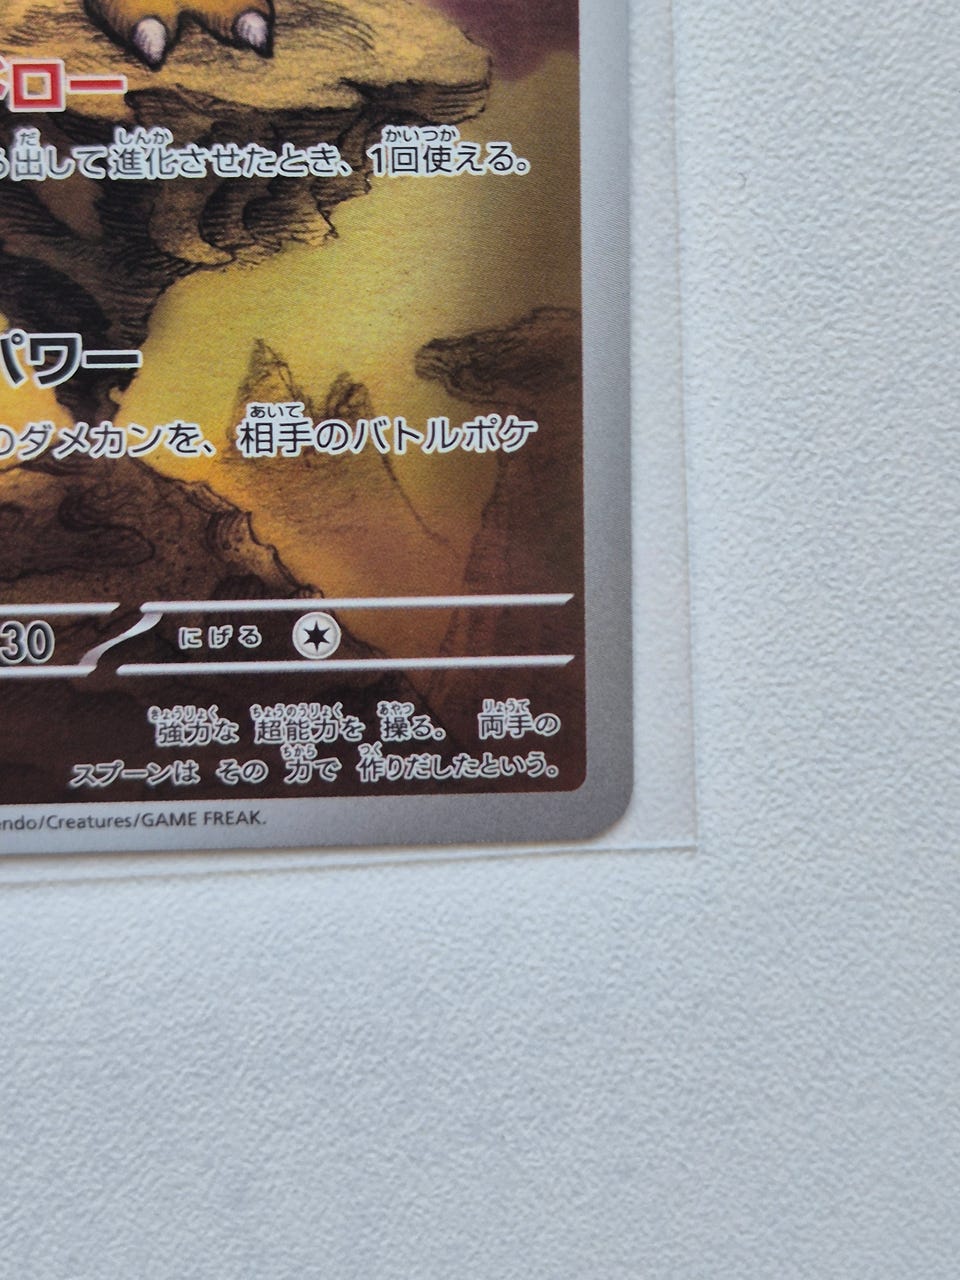 ドロー
出して進化させたとき、1回使える。
パワー
のダメカンを、相手のバトルポケ
30
にげる
強力な 超能力を 操る。 両手の
スプーンは その 力で 作りだしたという。
endo/Creatures/GAME FREAK.